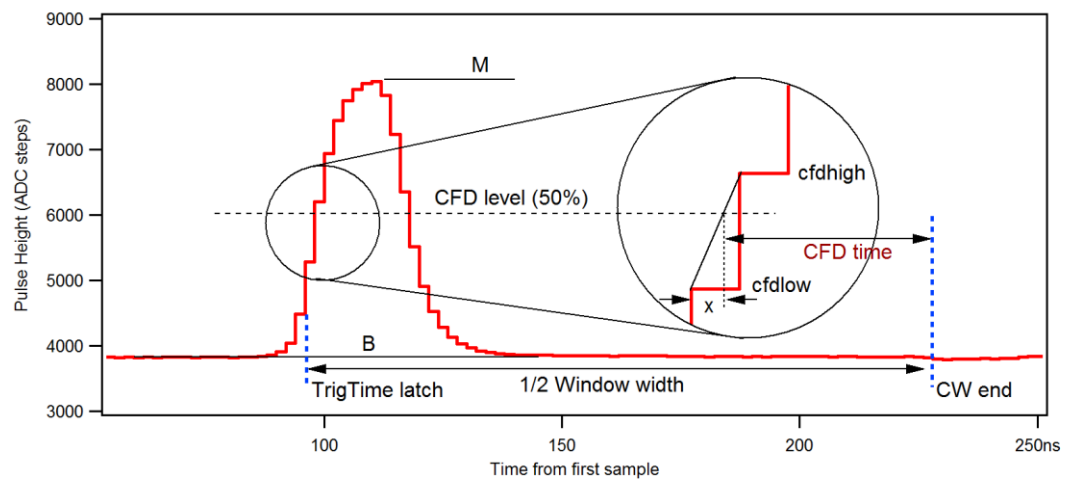 9000
8000
7000
6000
5000
4000
3000
Pulse Height (ADC steps)
M
CFD level (50%)
cfdhigh
CFD time
cfdlow
x
B
TrigTime latch
1/2 Window width
CW end
100
150
200
250ns
Time from first sample